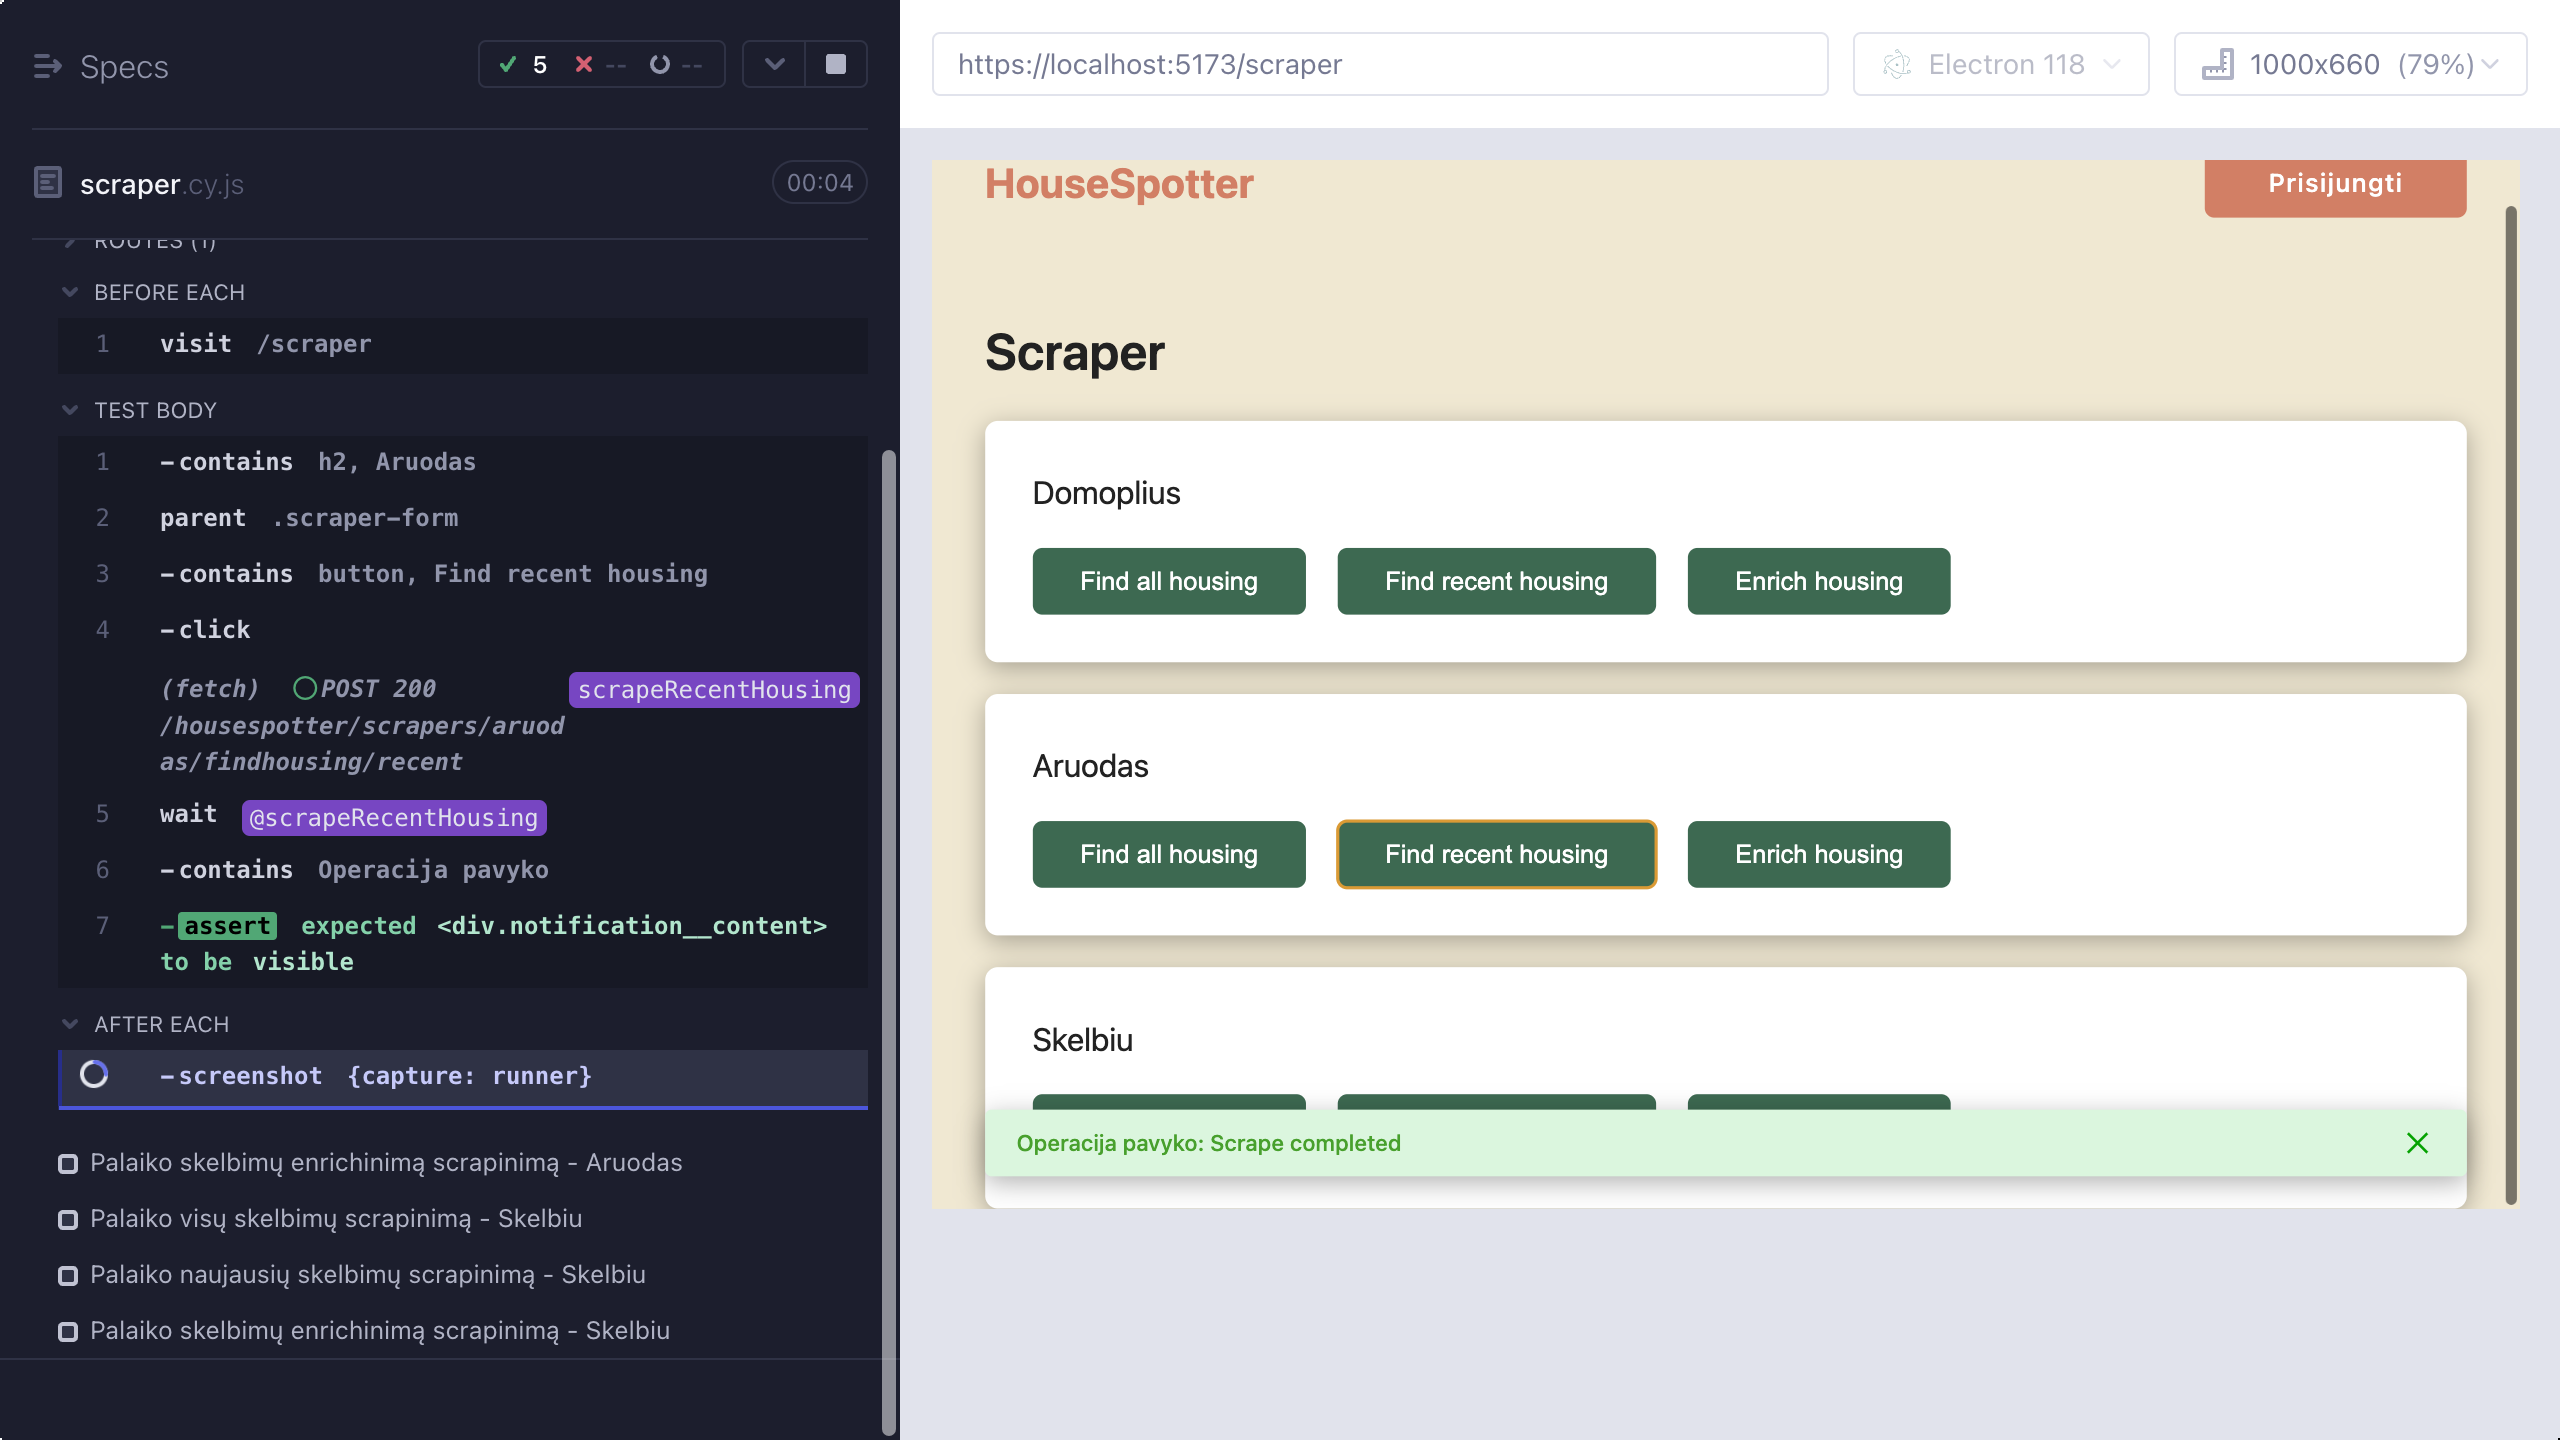 Specs
5 -- --
scraper.cy.js
00:04
ROUTES (1)
BEFORE EACH
1 visit /scraper
TEST BODY
1 -contains h2, Aruodas
2 parent .scraper-form
3 -contains button, Find recent housing
4 -click
(fetch) POST 200 scrapeRecentHousing
/housespotter/scrapers/aruod
as/findhousing/recent
5 wait @scrapeRecentHousing
6 -contains Operacija pavyko
7 -assert expected <div.notification__content>
to be visible
AFTER EACH
-screenshot {capture: runner}
Palaiko skelbimų enrichinimą scrapinimą - Aruodas
Palaiko visų skelbimų scrapinimą - Skelbiu
Palaiko naujausių skelbimų scrapinimą - Skelbiu
Palaiko skelbimų enrichinimą scrapinimą - Skelbiu
https://localhost:5173/scraper
Electron 118
1000x660 (79%)
HouseSpotter
Prisijungti
Scraper
Domoplius
Find all housing Find recent housing Enrich housing
Aruodas
Find all housing Find recent housing Enrich housing
Skelbiu
Operacija pavyko: Scrape completed